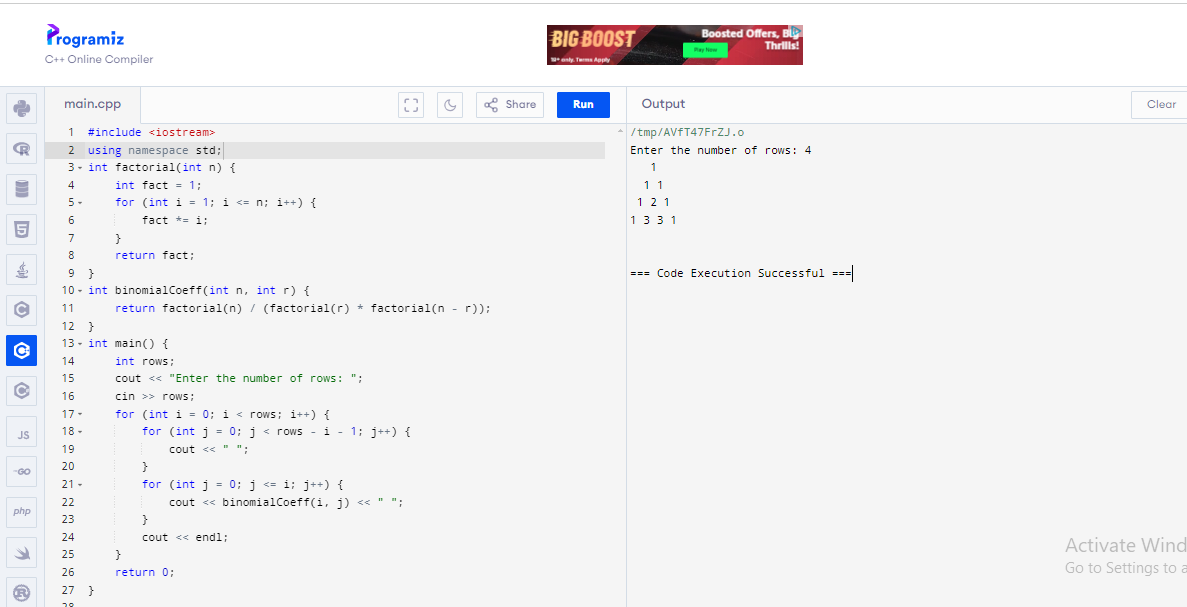 Programiz
C++ Online Compiler
BIG BOOST
18+ only. Terms Apply
Boosted Offers, Big
Thrills!
Play Now
main.cpp
Share
Run
Output
Clear
1 #include <iostream>
2 using namespace std;
3 int factorial(int n) {
4     int fact = 1;
5     for (int i = 1; i <= n; i++) {
6         fact *= i;
7     }
8     return fact;
9 }
10 int binomialCoeff(int n, int r) {
11     return factorial(n) / (factorial(r) * factorial(n - r));
12 }
13 int main() {
14     int rows;
15     cout << "Enter the number of rows: ";
16     cin >> rows;
17     for (int i = 0; i < rows; i++) {
18         for (int j = 0; j < rows - i - 1; j++) {
19             cout << " ";
20         }
21         for (int j = 0; j <= i; j++) {
22             cout << binomialCoeff(i, j) << " ";
23         }
24         cout << endl;
25     }
26     return 0;
27 }
28
/tmp/AVfT47FrZJ.o
Enter the number of rows: 4
   1
  1 1
 1 2 1
1 3 3 1
=== Code Execution Successful ===
JS
GO
php
Activate Wind
Go to Settings to a